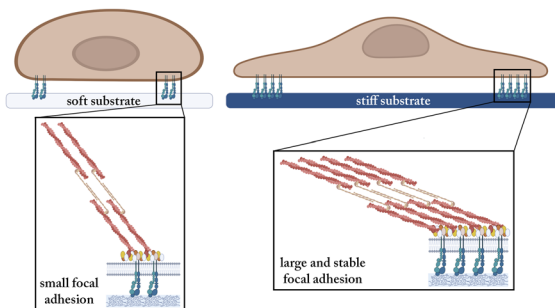 soft substrate
stiff substrate
small focal
adhesion
large and stable
focal adhesion